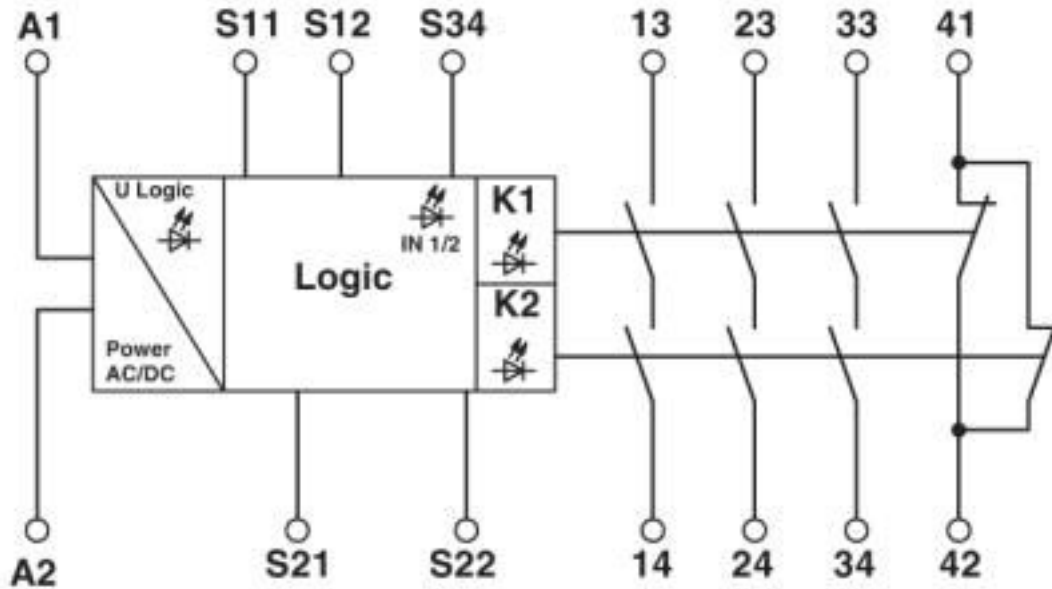 A1 S11 S12 S34 13 23 33 41
U Logic
IN 1/2
K1
Logic
K2
Power
AC/DC
A2 S21 S22 14 24 34 42